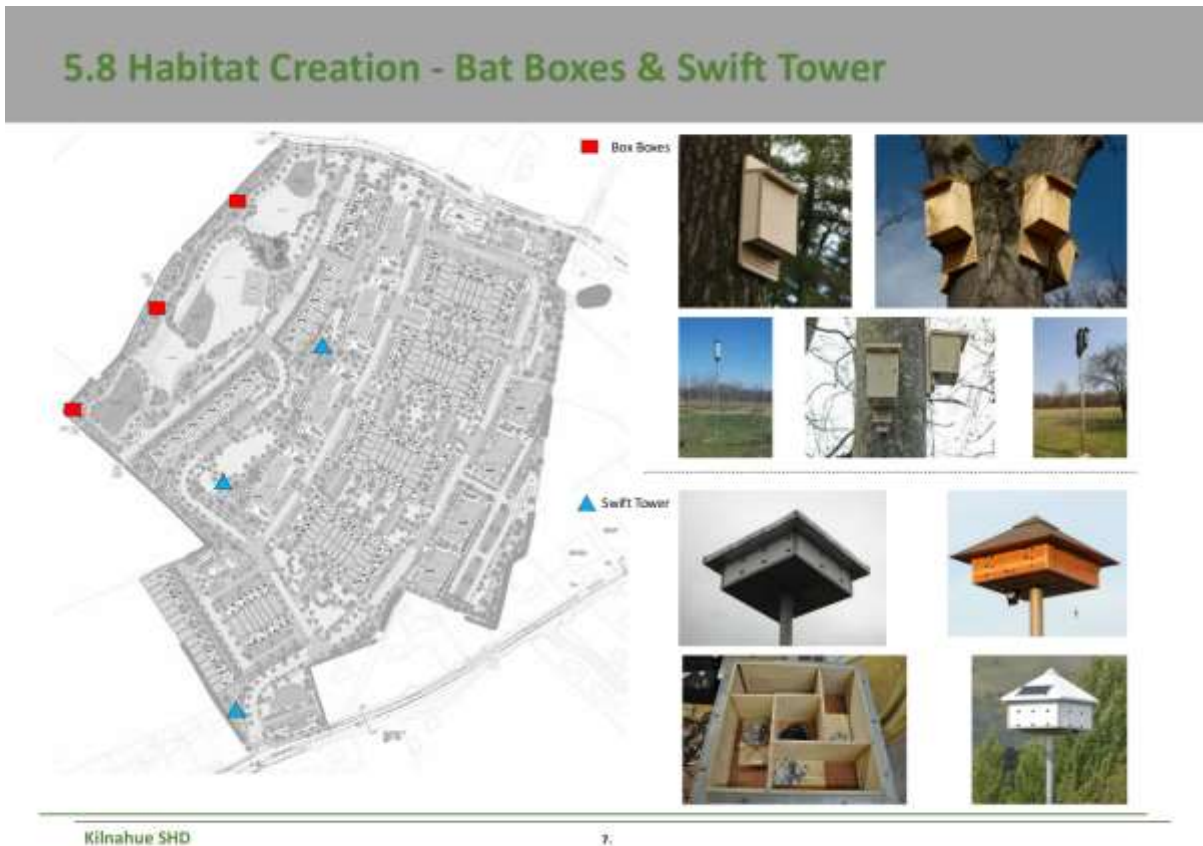 5.8 Habitat Creation - Bat Boxes & Swift Tower
Box Boxes
Swift Tower
Kilnahue SHD
7.